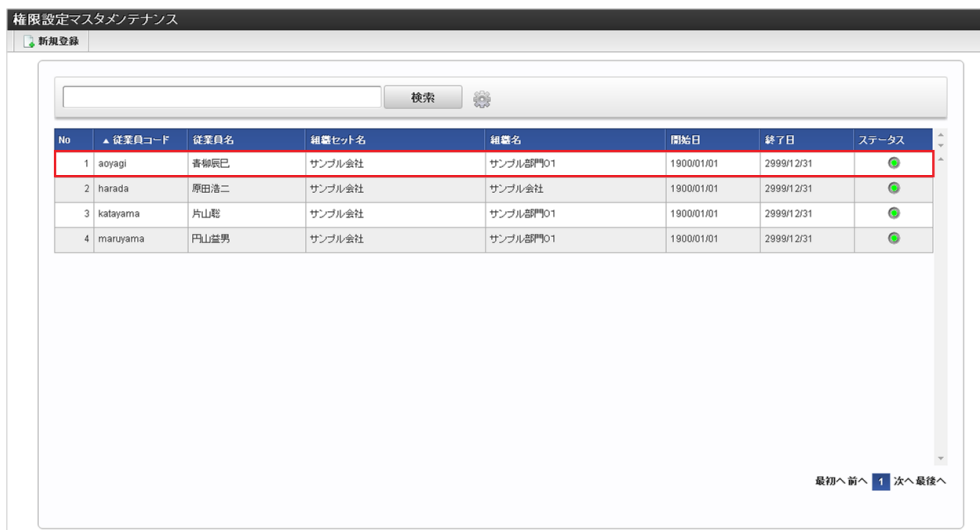 権限設定マスタメンテナンス
新規登録
検索
No ▲ 従業員コード 従業員名 組織セット名 組織名 開始日 終了日 ステータス
1 aoyagi 青柳辰巳 サンプル会社 サンプル部門01 1900/01/01 2999/12/31
2 harada 原田浩二 サンプル会社 サンプル会社 1900/01/01 2999/12/31
3 katayama 片山聡 サンプル会社 サンプル部門01 1900/01/01 2999/12/31
4 maruyama 円山益男 サンプル会社 サンプル部門01 1900/01/01 2999/12/31
最初へ 前へ 1 次へ 最後へ